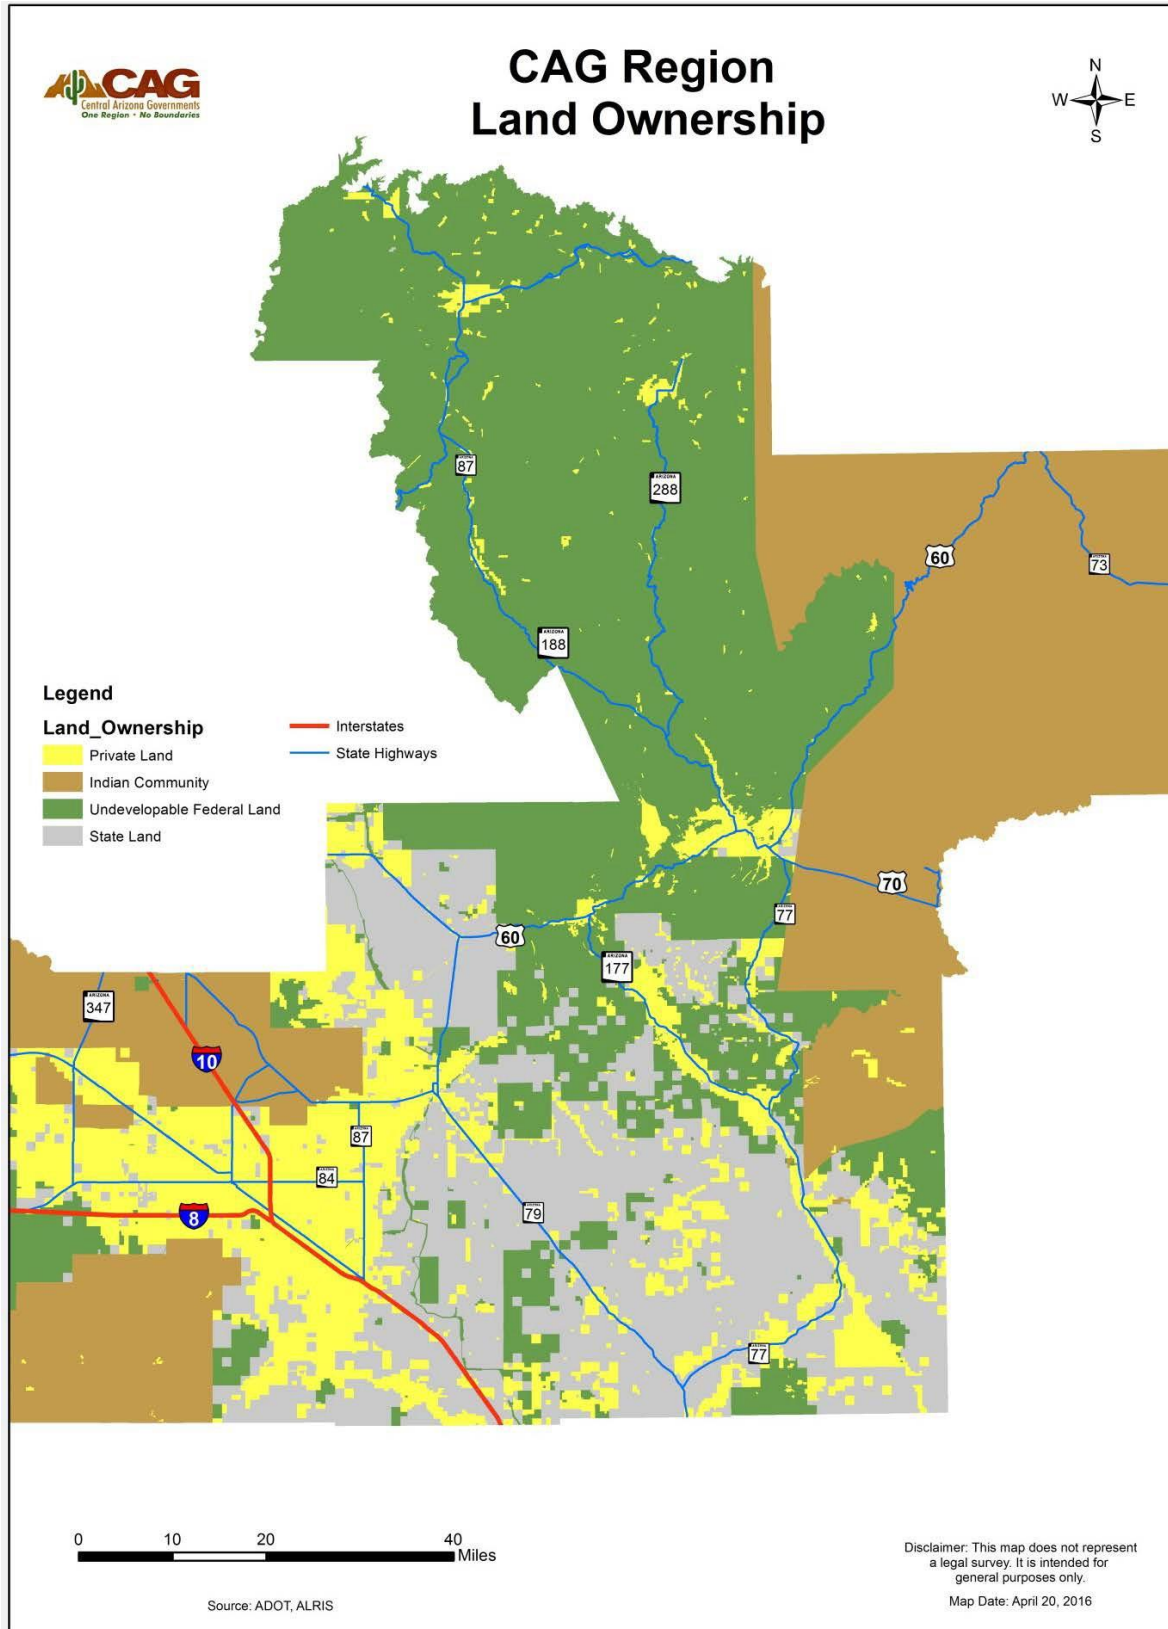 CAG
Central Arizona Governments
One Region • No Boundaries
CAG Region
Land Ownership
N
W E
S
87
288
60
73
188
Legend
Land_Ownership
Private Land
Indian Community
Undevelopable Federal Land
State Land
Interstates
State Highways
70
77
60
ARIZONA
177
ARIZONA
347
10
87
84
79
8
77
0 10 20 40
Miles
Source: ADOT, ALRIS
Disclaimer: This map does not represent
a legal survey. It is intended for
general purposes only.
Map Date: April 20, 2016